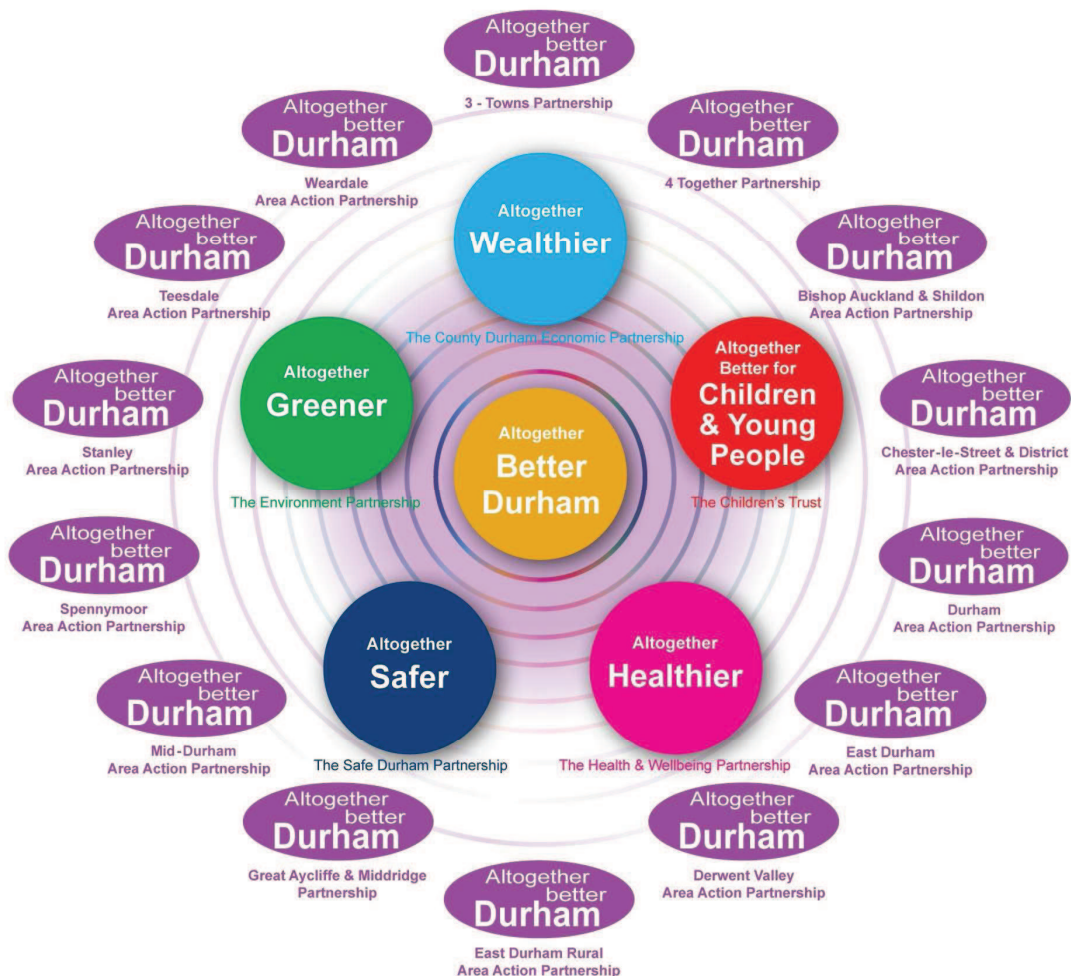 Altogether
better
Durham
3 - Towns Partnership
Altogether
better
Durham
Weardale
Area Action Partnership
Altogether
better
Durham
4 Together Partnership
Altogether
Wealthier
The County Durham Economic Partnership
Altogether
better
Durham
Teesdale
Area Action Partnership
Altogether
better
Durham
Bishop Auckland & Shildon
Area Action Partnership
Altogether
Greener
The Environment Partnership
Altogether
Better for
Children
& Young
People
The Children's Trust
Altogether
better
Durham
Stanley
Area Action Partnership
Altogether
Better
Durham
Altogether
better
Durham
Chester-le-Street & District
Area Action Partnership
Altogether
better
Durham
Spennymoor
Area Action Partnership
Altogether
better
Durham
Durham
Area Action Partnership
Altogether
Safer
The Safe Durham Partnership
Altogether
Healthier
The Health & Wellbeing Partnership
Altogether
better
Durham
Mid-Durham
Area Action Partnership
Altogether
better
Durham
East Durham
Area Action Partnership
Altogether
better
Durham
Great Aycliffe & Middridge
Partnership
Altogether
better
Durham
Derwent Valley
Area Action Partnership
Altogether
better
Durham
East Durham Rural
Area Action Partnership